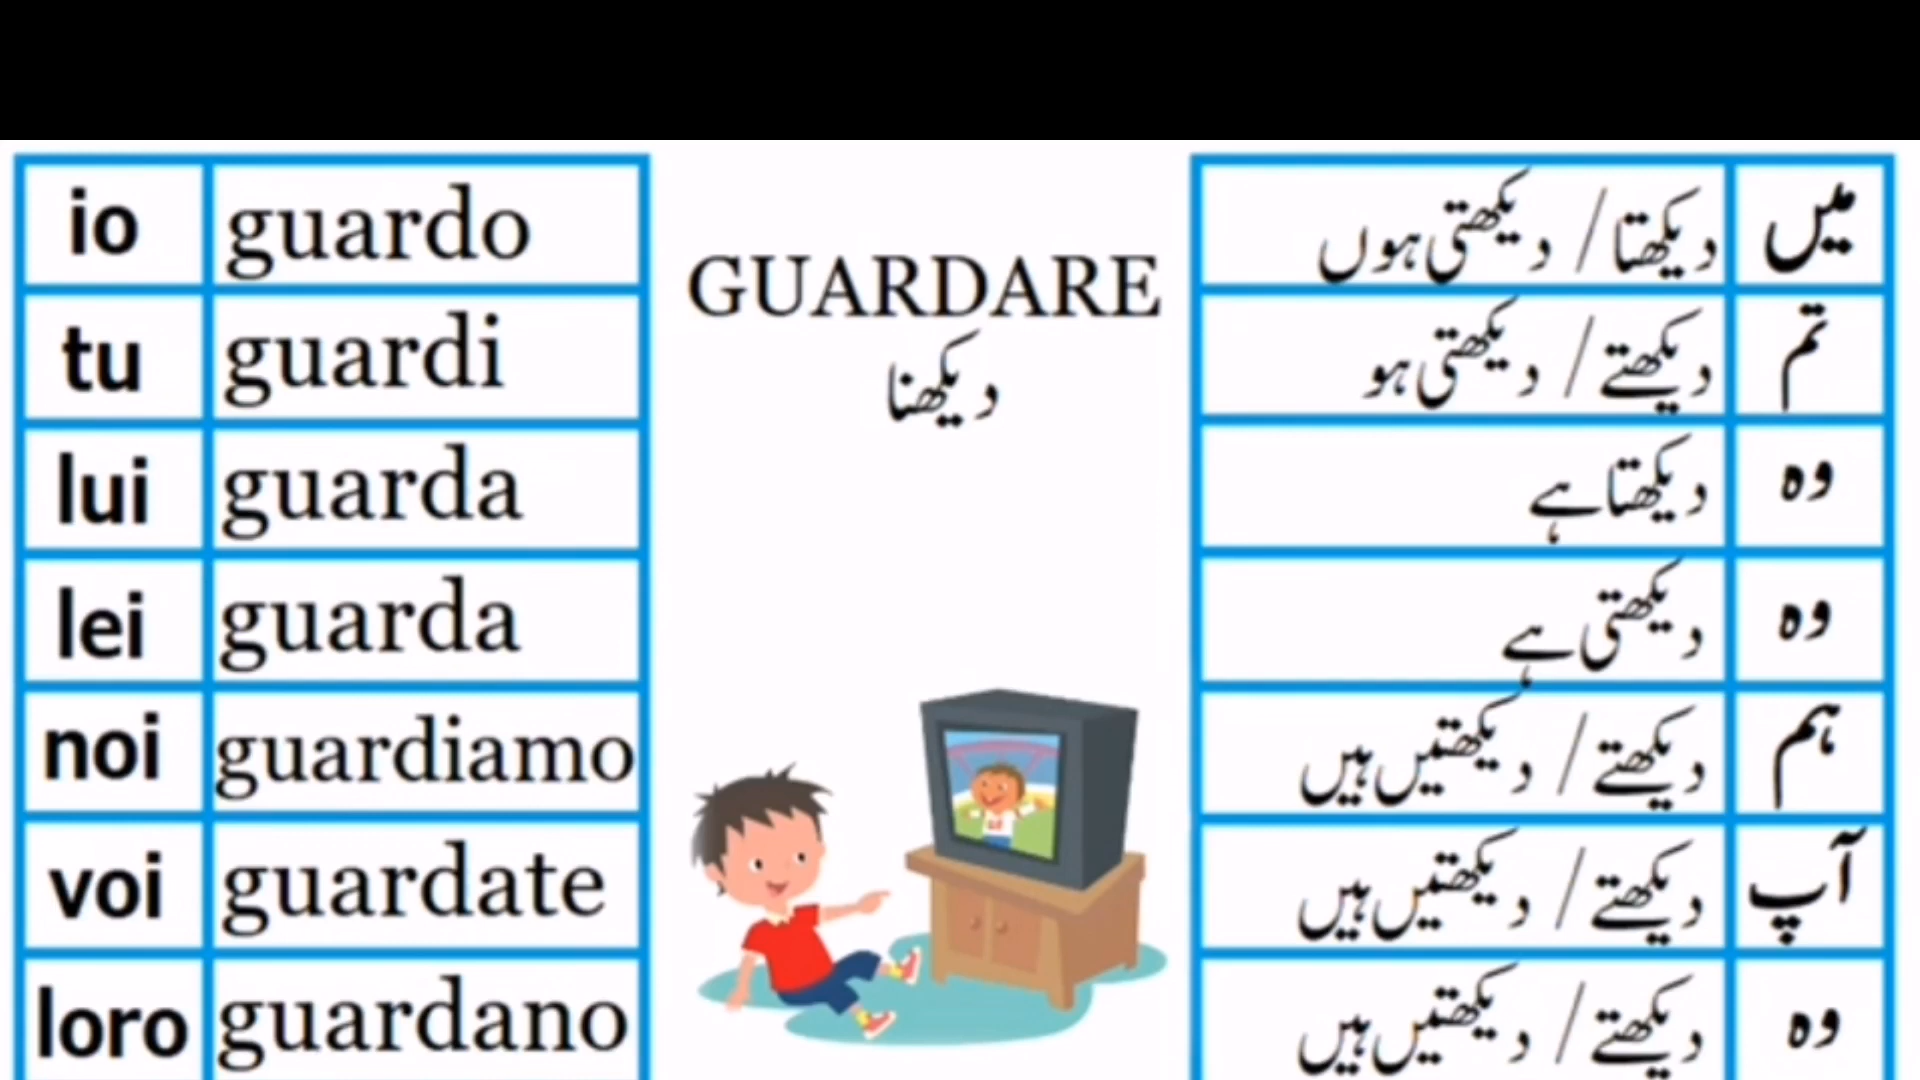 io guardo
tu guardi
lui guarda
lei guarda
noi guardiamo
voi guardate
loro guardano
GUARDARE
دیکھنا
میں دیکھتا / دیکھتی ہوں
تم دیکھتے / دیکھتی ہو
وہ دیکھتا ہے
وہ دیکھتی ہے
ہم دیکھتے / دیکھتیں ہیں
آپ دیکھتے / دیکھتیں ہیں
وہ دیکھتے / دیکھتیں ہیں